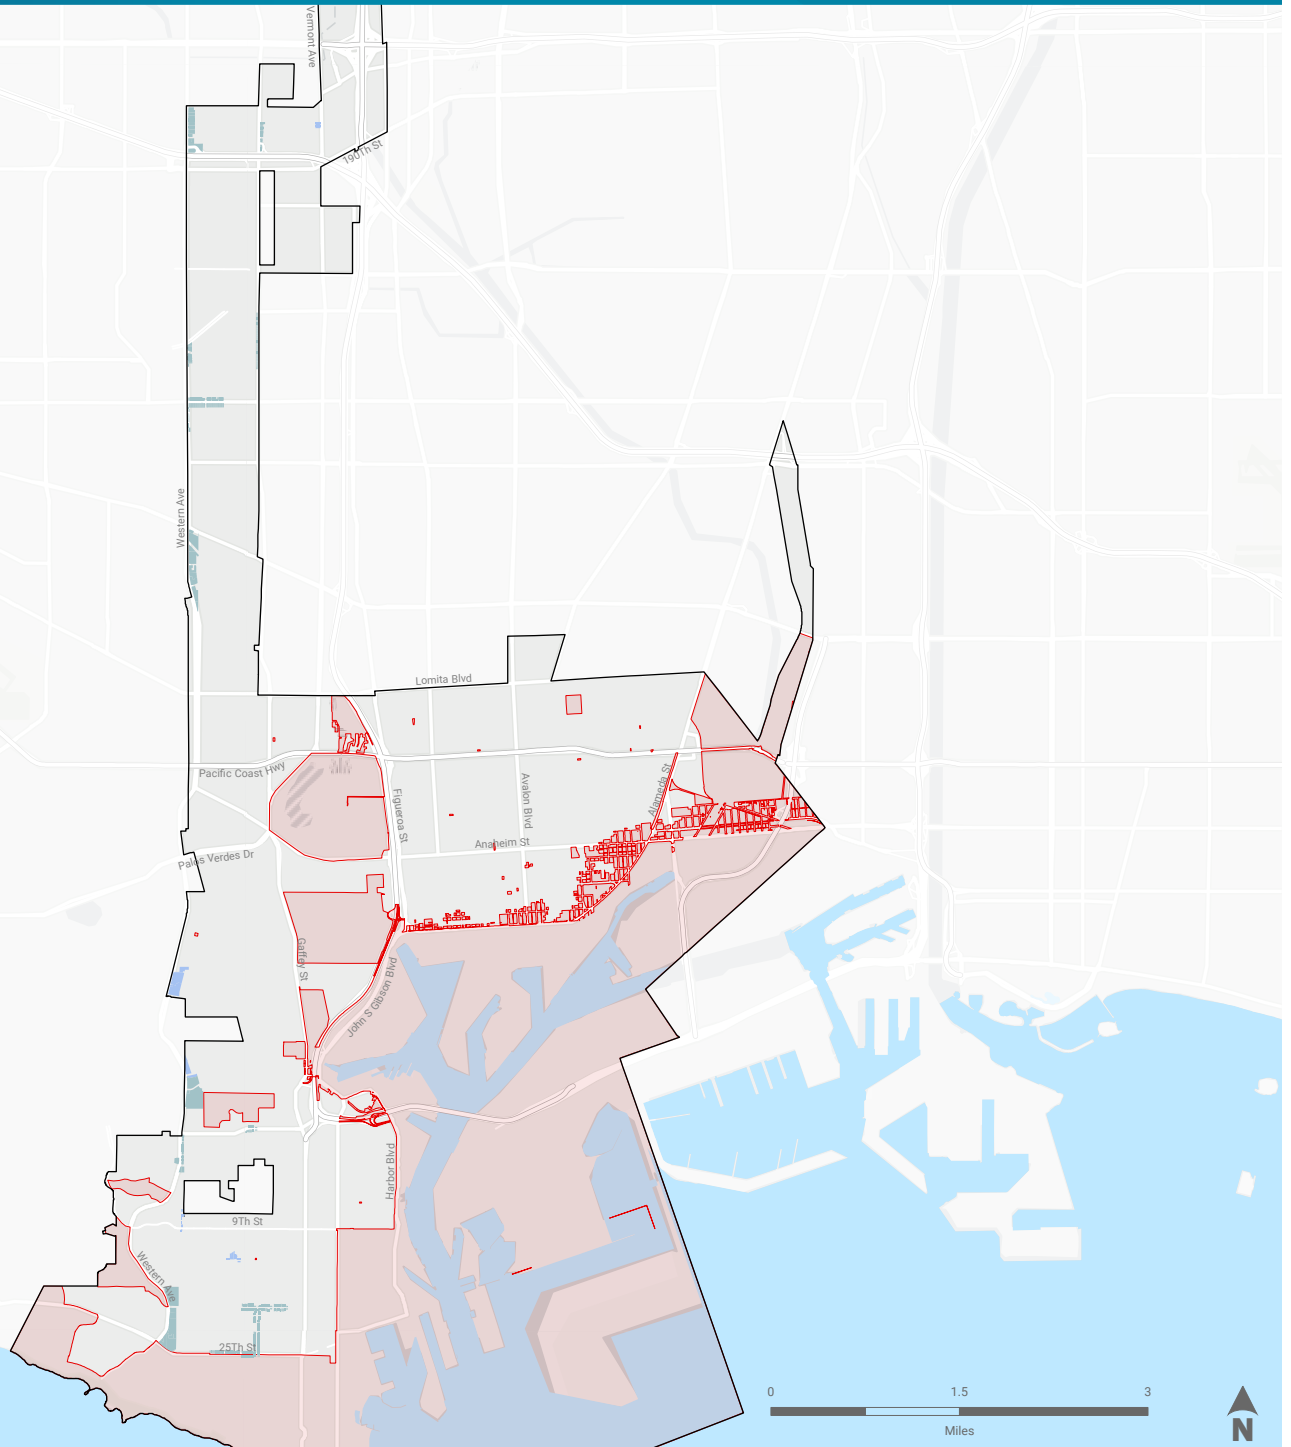 Vermont Ave
190Th St
Western Ave
Lomita Blvd
Pacific Coast Hwy
Figueroa St
Avalon Blvd
Alameda St
Anaheim St
Palos Verdes Dr
Gaffey St
John S Gibson Blvd
Harbor Blvd
9Th St
Western Ave
25Th St
0 1.5 3
Miles
N